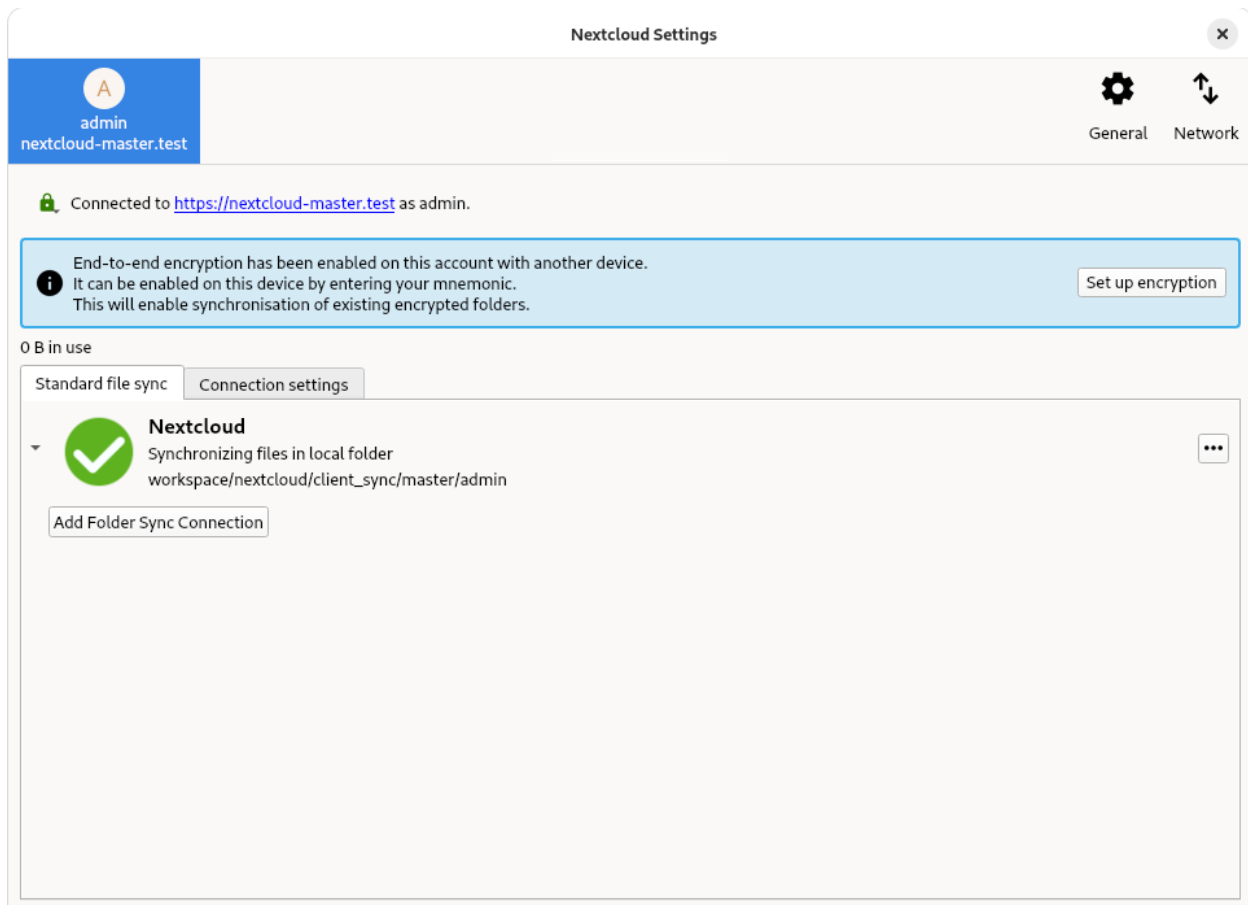 Nextcloud Settings
A
admin
nextcloud-master.test
General
Network
Connected to https://nextcloud-master.test as admin.
End-to-end encryption has been enabled on this account with another device.
It can be enabled on this device by entering your mnemonic.
This will enable synchronisation of existing encrypted folders.
Set up encryption
0 B in use
Standard file sync
Connection settings
Nextcloud
Synchronizing files in local folder
workspace/nextcloud/client_sync/master/admin
Add Folder Sync Connection